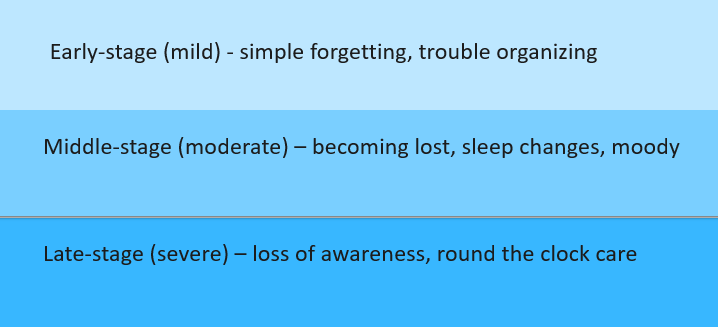 Early-stage (mild) - simple forgetting, trouble organizing
Middle-stage (moderate) – becoming lost, sleep changes, moody
Late-stage (severe) – loss of awareness, round the clock care